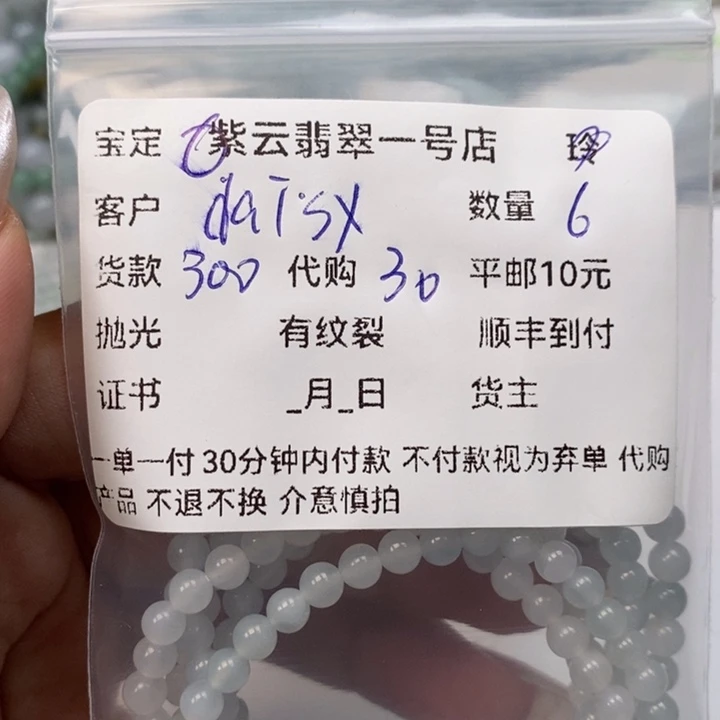 宝定 紫云翡翠一号店 玲
客户 daisy 数量 6
货款 300 代购 30 平邮10元
抛光 有纹裂 顺丰到付
证书 _月_日 货主
一单一付 30分钟内付款 不付款视为弃单 代购
产品 不退不换 介意慎拍